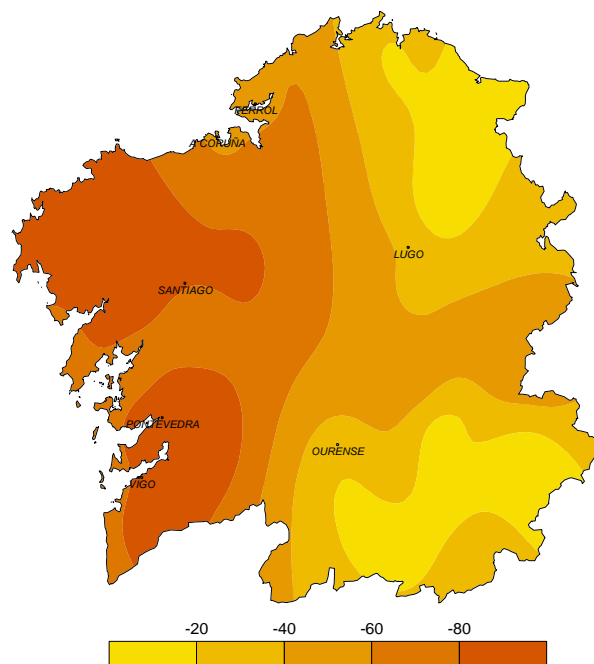 FERROL
A CORUÑA
LUGO
SANTIAGO
PONTEVEDRA
OURENSE
VIGO
-20 -40 -60 -80